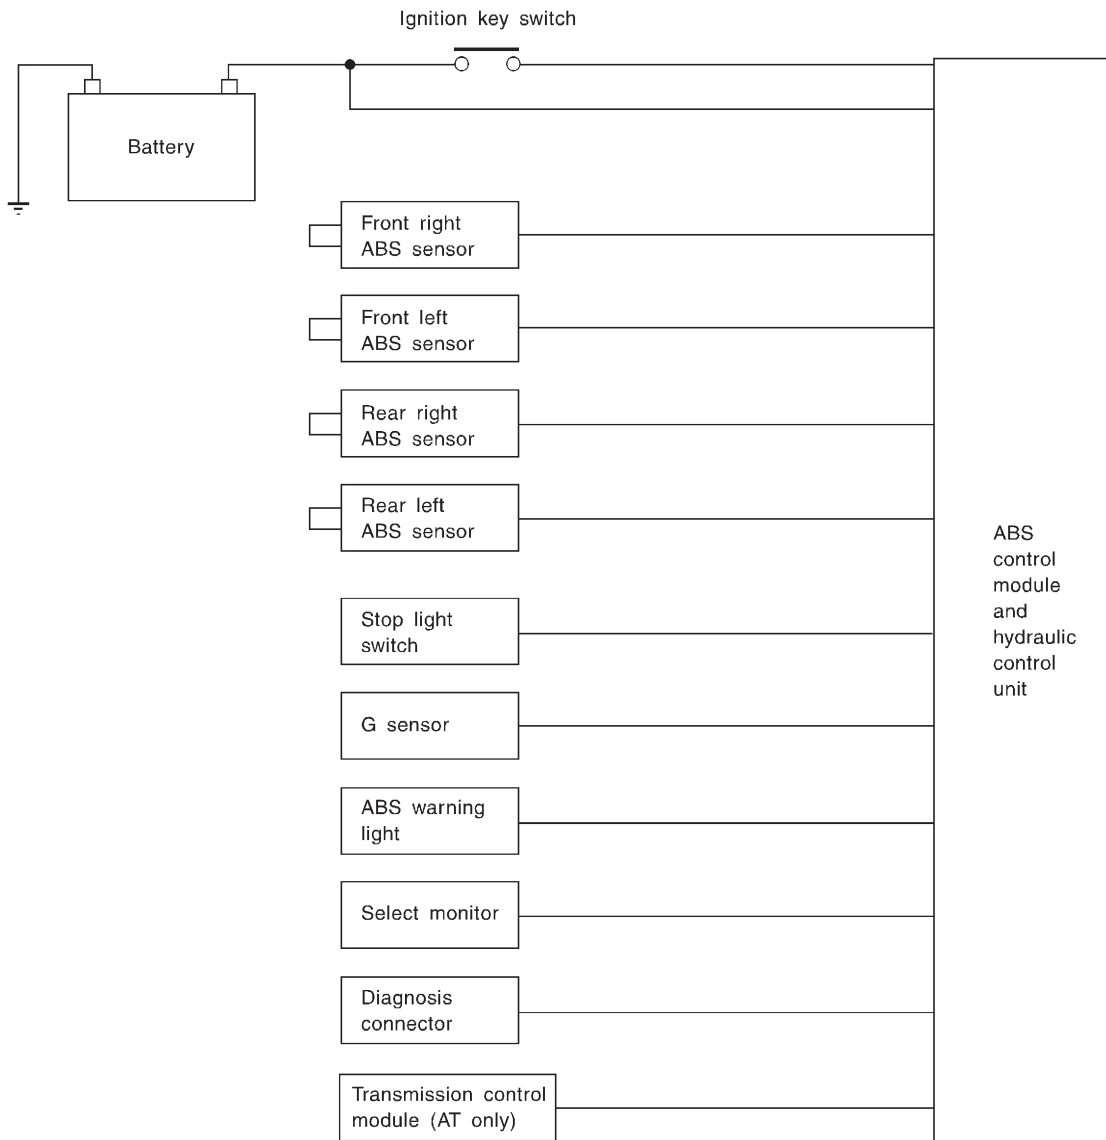 Ignition key switch
Battery
Front right
ABS sensor
Front left
ABS sensor
Rear right
ABS sensor
Rear left
ABS sensor
Stop light
switch
G sensor
ABS warning
light
Select monitor
Diagnosis
connector
Transmission control
module (AT only)
ABS
control
module
and
hydraulic
control
unit